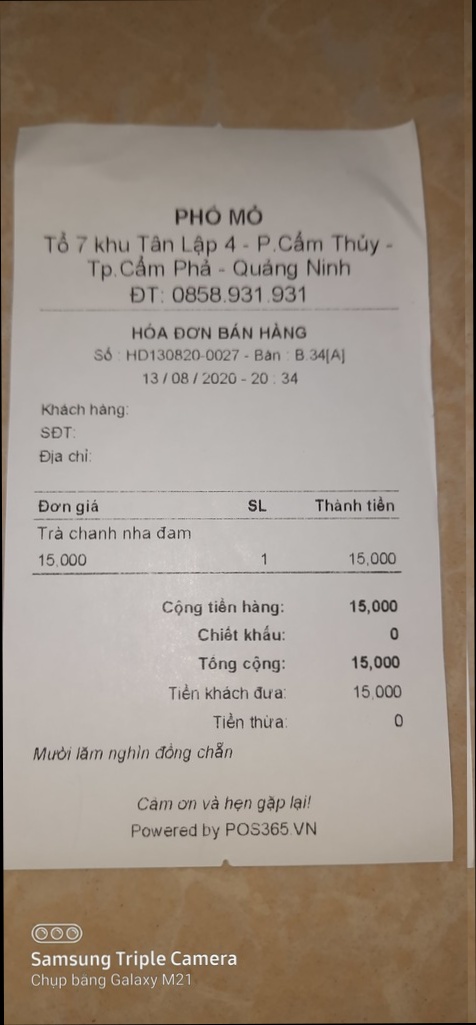 PHỐ MỎ
Tổ 7 khu Tân Lập 4 - P.Cẩm Thủy -
Tp.Cẩm Phả - Quảng Ninh
ĐT: 0858.931.931
HÓA ĐƠN BÁN HÀNG
Số : HD130820-0027 - Bàn : B.34[A]
13 / 08 / 2020 - 20 : 34
Khách hàng:
SĐT:
Địa chỉ:
Đơn giá SL Thành tiền
Trà chanh nha đam
15,000 1 15,000
Cộng tiền hàng: 15,000
Chiết khấu: 0
Tổng cộng: 15,000
Tiền khách đưa: 15,000
Tiền thừa: 0
Mười lăm nghìn đồng chẵn
Cảm ơn và hẹn gặp lại!
Powered by POS365.VN
Samsung Triple Camera
Chụp bằng Galaxy M21